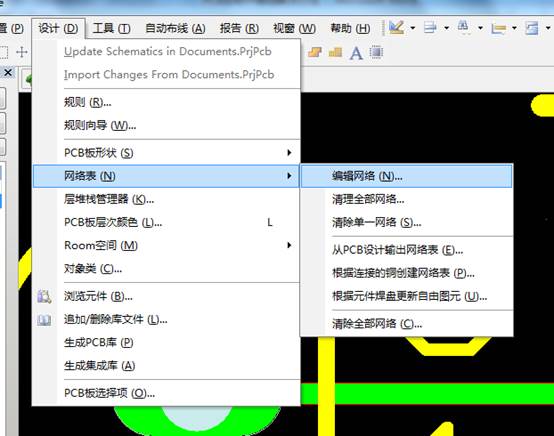 e
置 (P)
设计 (D)
工具 (T)
自动布线 (A)
报告 (R)
视窗 (W)
帮助 (H)
A
Update Schematics in Documents.PrjPcb
Import Changes From Documents.PrjPcb
规则 (R)...
规则向导 (W)...
PCB板形状 (S)
网络表 (N)
层堆栈管理器 (K)...
PCB板层次颜色 (L)... L
Room空间 (M)
对象类 (C)...
浏览元件 (B)...
追加/删除库文件 (L)...
生成PCB库 (P)
生成集成库 (A)
PCB板选项 (O)...
编辑网络 (N)...
清理全部网络...
清除单一网络 (S)...
从PCB设计输出网络表 (E)...
根据连接的铜创建网络表 (P)...
根据元件焊盘更新自由图元 (U)...
清除全部网络 (C)...